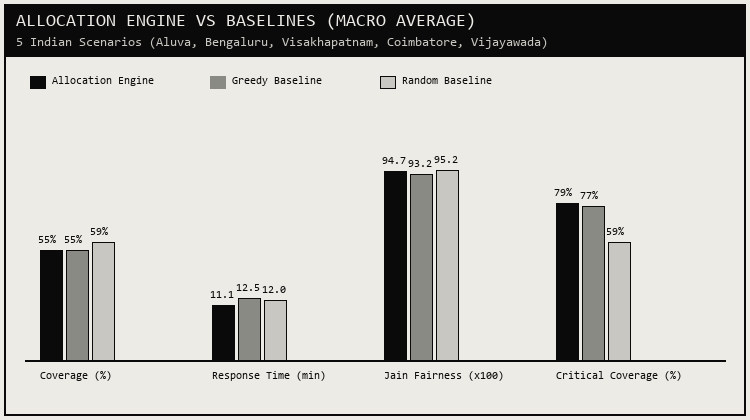 ALLOCATION ENGINE VS BASELINES (MACRO AVERAGE)
5 Indian Scenarios (Aluva, Bengaluru, Visakhapatnam, Coimbatore, Vijayawada)
Allocation Engine Greedy Baseline Random Baseline
94.7 93.2 95.2
79% 77% 59%
55% 55% 59%
11.1 12.5 12.0
Coverage (%) Response Time (min) Jain Fairness (x100) Critical Coverage (%)